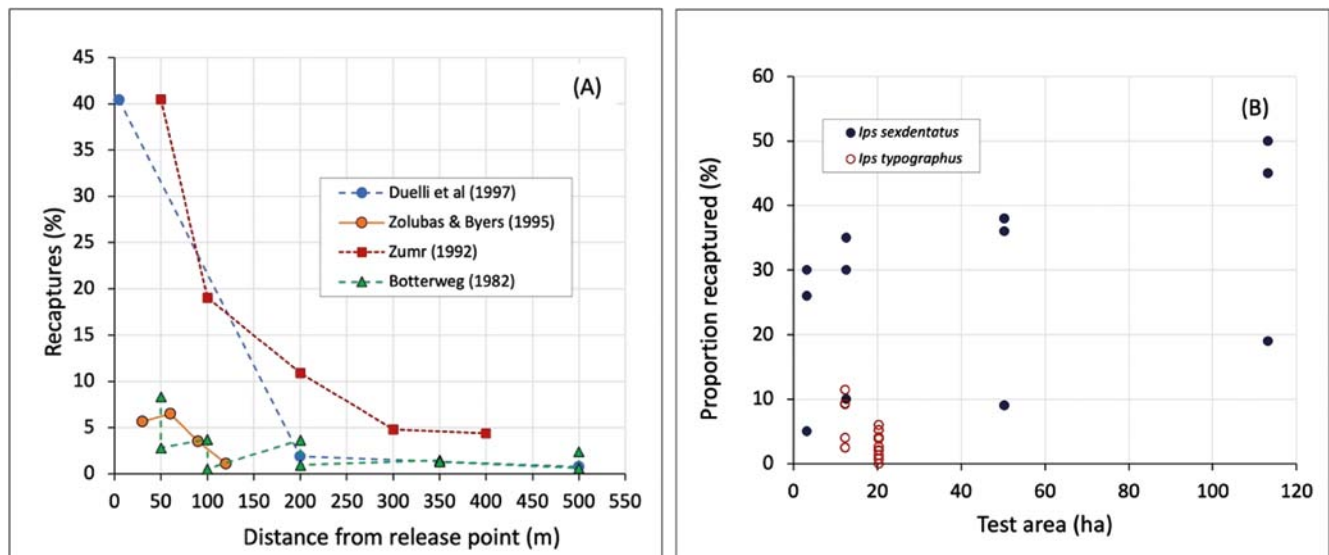 (A)
Recaptures (%)
45
40
35
30
25
20
15
10
5
0
Duelli et al (1997)
Zolubas & Byers (1995)
Zumr (1992)
Botterweg (1982)
0 50 100 150 200 250 300 350 400 450 500 550
Distance from release point (m)
(B)
Proportion recaptured (%)
60
50
40
30
20
10
0
Ips sexdentatus
Ips typographus
0 20 40 60 80 100 120
Test area (ha)